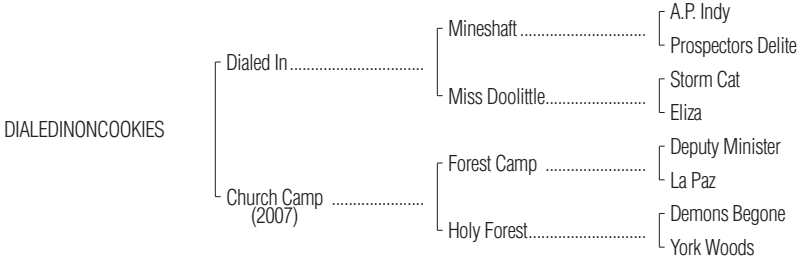 A.P. Indy
Mineshaft ..............................
Prospectors Delite
Dialed In ................................
Storm Cat
Miss Doolittle........................
Eliza
DIALEDINONCOOKIES
Deputy Minister
Forest Camp ........................
La Paz
Church Camp ......................
(2007)
Demons Begone
Holy Forest............................
York Woods